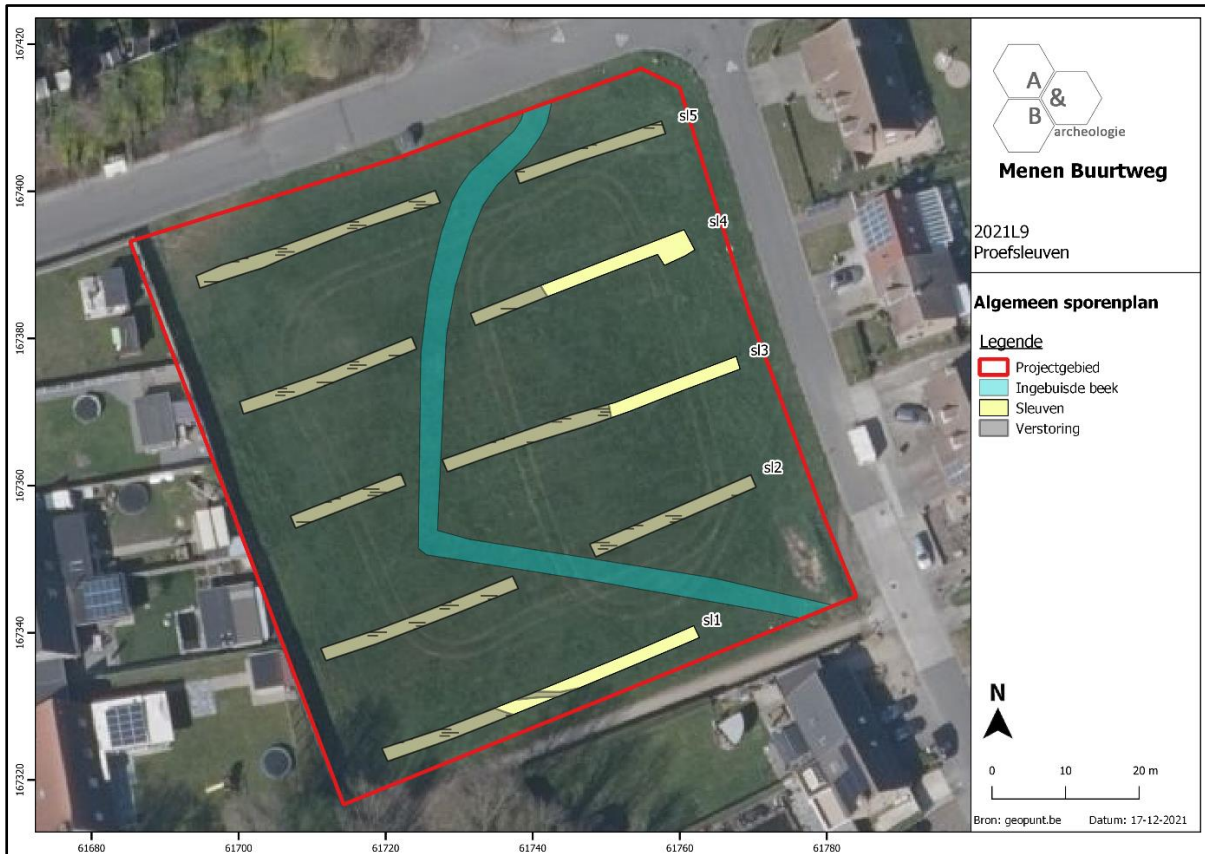 167420
167400
167380
167360
167340
167320
61680
61700
61720
61740
61760
61780
sl5
sl4
sl3
sl2
sl1
A
&
B
archeologie
Menen Buurtweg
2021L9
Proefsleuven
Algemeen sporenplan
Legende
Projectgebied
Ingebuisde beek
Sleuven
Verstoring
N
0 10 20 m
Bron: geopunt.be Datum: 17-12-2021